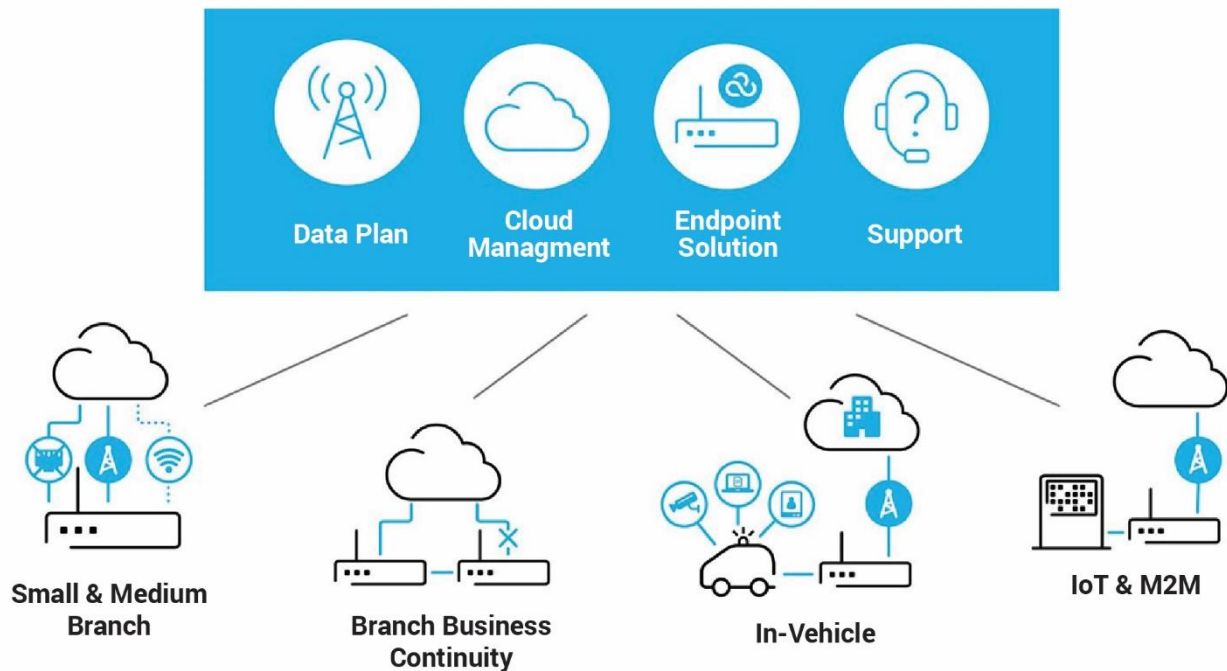 Data Plan
Cloud
Managment
Endpoint
Solution
Support
Small & Medium
Branch
Branch Business
Continuity
In-Vehicle
IoT & M2M